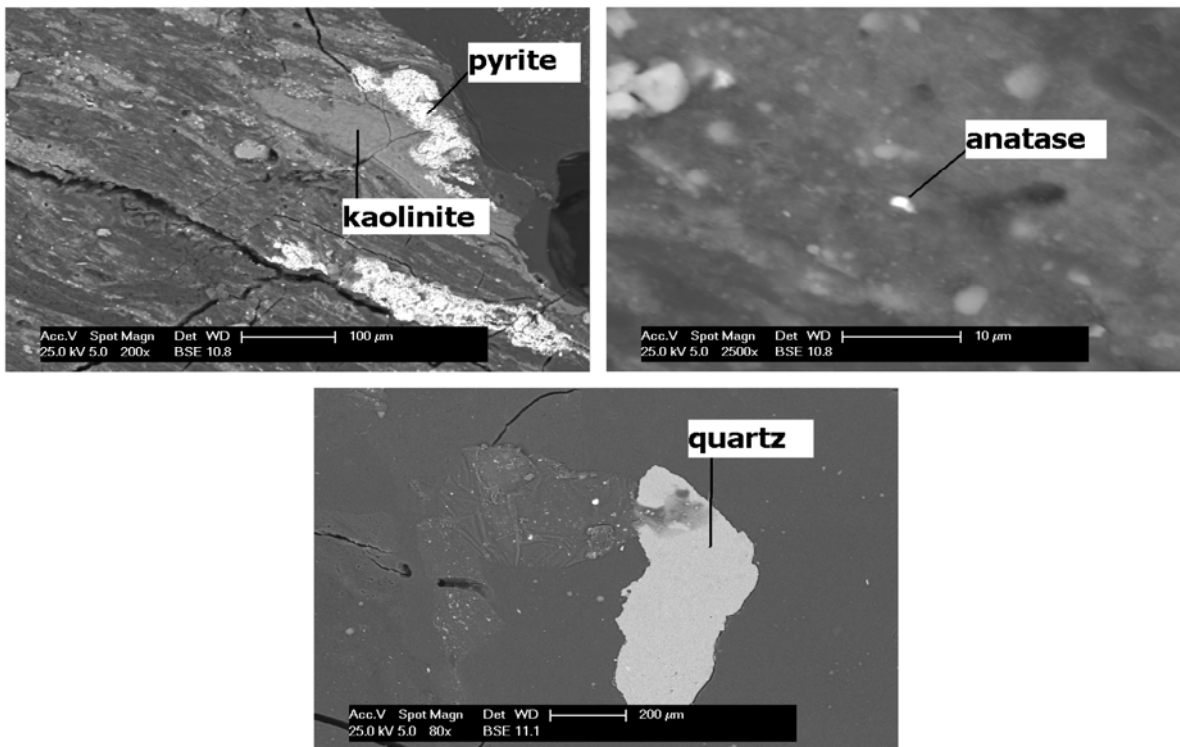 pyrite
kaolinite
Acc.V Spot Magn Det WD 100 µm
25.0 kV 5.0 200x BSE 10.8
anatase
Acc.V Spot Magn Det WD 10 µm
25.0 kV 5.0 2500x BSE 10.8
quartz
Acc.V Spot Magn Det WD 200 µm
25.0 kV 5.0 80x BSE 11.1